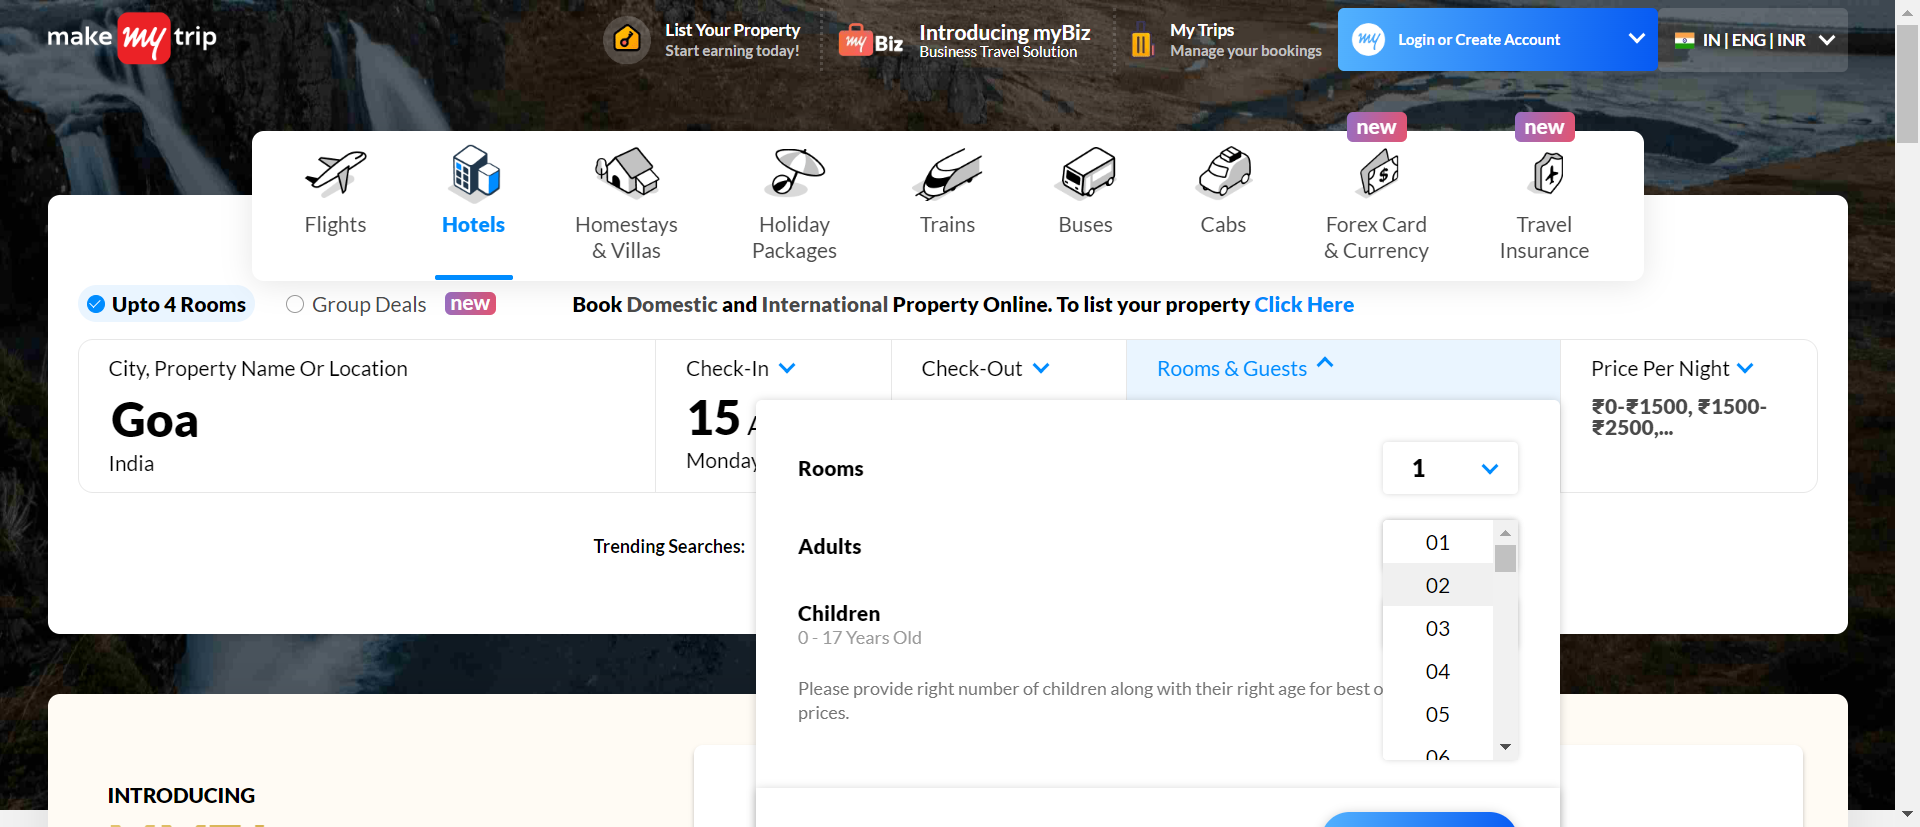 make my trip
List Your Property
Start earning today!
my Biz
Introducing myBiz
Business Travel Solution
My Trips
Manage your bookings
my
Login or Create Account
IN | ENG | INR
new
new
Flights
Hotels
Homestays
& Villas
Holiday
Packages
Trains
Buses
Cabs
Forex Card
& Currency
Travel
Insurance
Upto 4 Rooms
Group Deals
new
Book Domestic and International Property Online. To list your property Click Here
City, Property Name Or Location
Goa
India
Check-In
15
Monday
Check-Out
Rooms & Guests
Price Per Night
₹0-₹1500, ₹1500-
₹2500,...
Rooms
1
Adults
01
02
03
04
05
06
Children
0 - 17 Years Old
Please provide right number of children along with their right age for best o
prices.
Trending Searches:
INTRODUCING